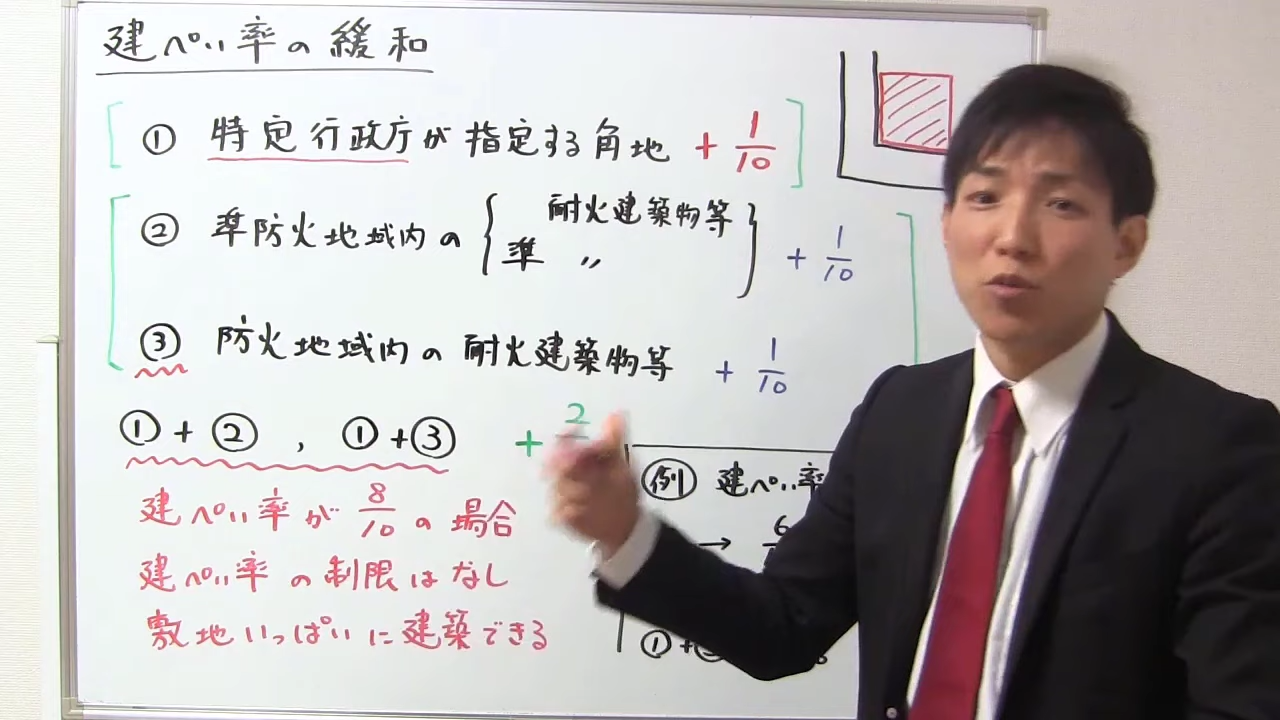 建ぺい率の緩和
① 特定行政庁が指定する角地 + 1/10
② 準防火地域内の { 耐火建築物等
準 〃 } + 1/10
③ 防火地域内の耐火建築物等 + 1/10
①+② , ①+③ + 2
建ぺい率が 8/10 の場合
建ぺい率の制限はなし
敷地いっぱいに建築できる
例 建ぺい率
→ 6
①+